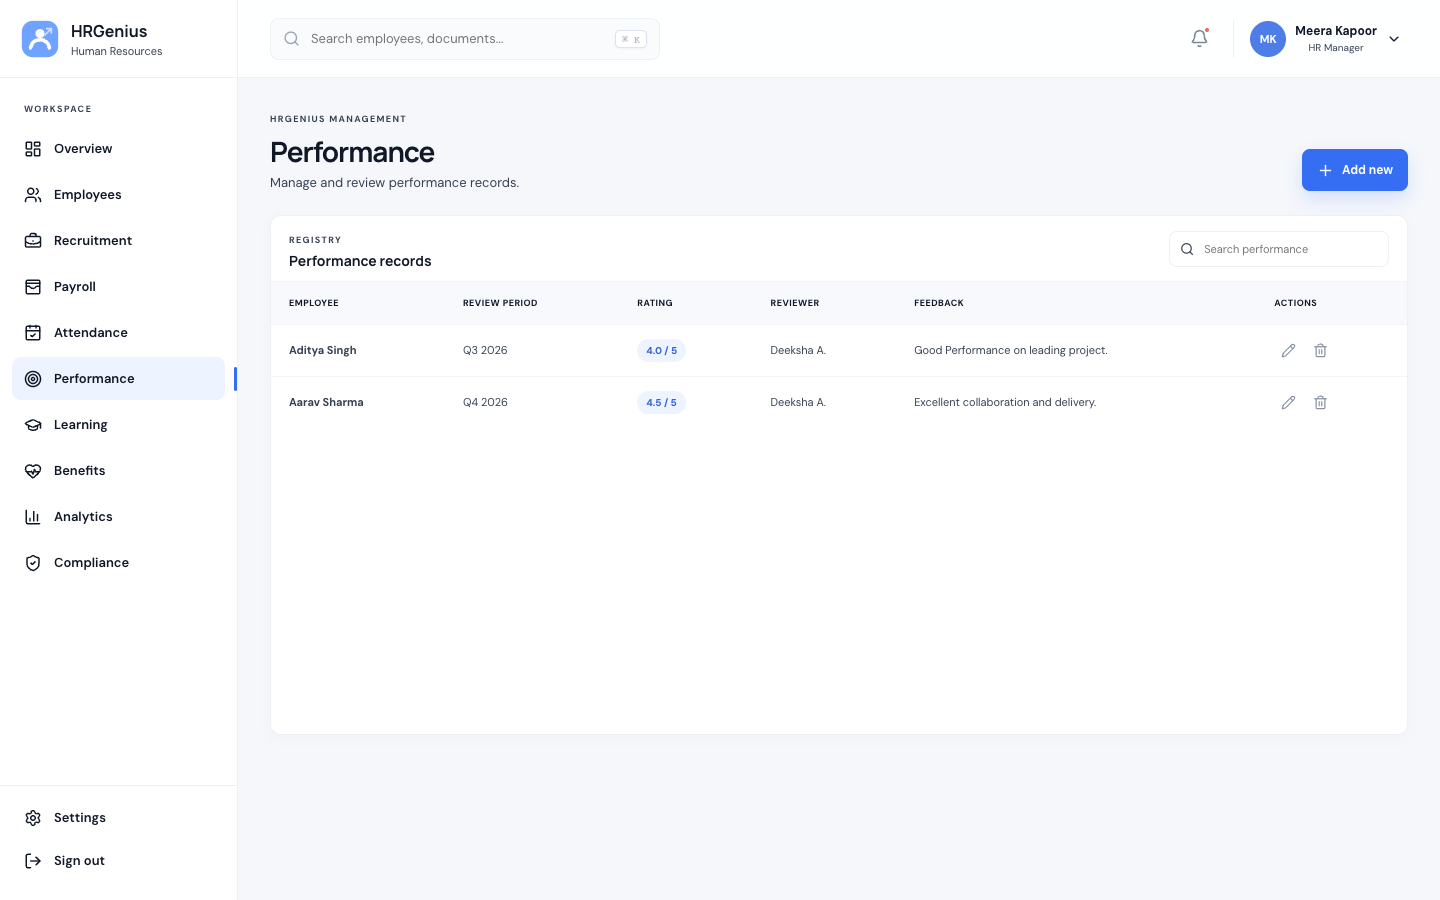 HRGenius
Human Resources
Search employees, documents...
⌘ K
MK
Meera Kapoor
HR Manager
WORKSPACE
Overview
Employees
Recruitment
Payroll
Attendance
Performance
Learning
Benefits
Analytics
Compliance
Settings
Sign out
HRGENIUS MANAGEMENT
Performance
Manage and review performance records.
Add new
REGISTRY
Performance records
Search performance
EMPLOYEE REVIEW PERIOD RATING REVIEWER FEEDBACK ACTIONS
Aditya Singh Q3 2026 4.0 / 5 Deeksha A. Good Performance on leading project.
Aarav Sharma Q4 2026 4.5 / 5 Deeksha A. Excellent collaboration and delivery.